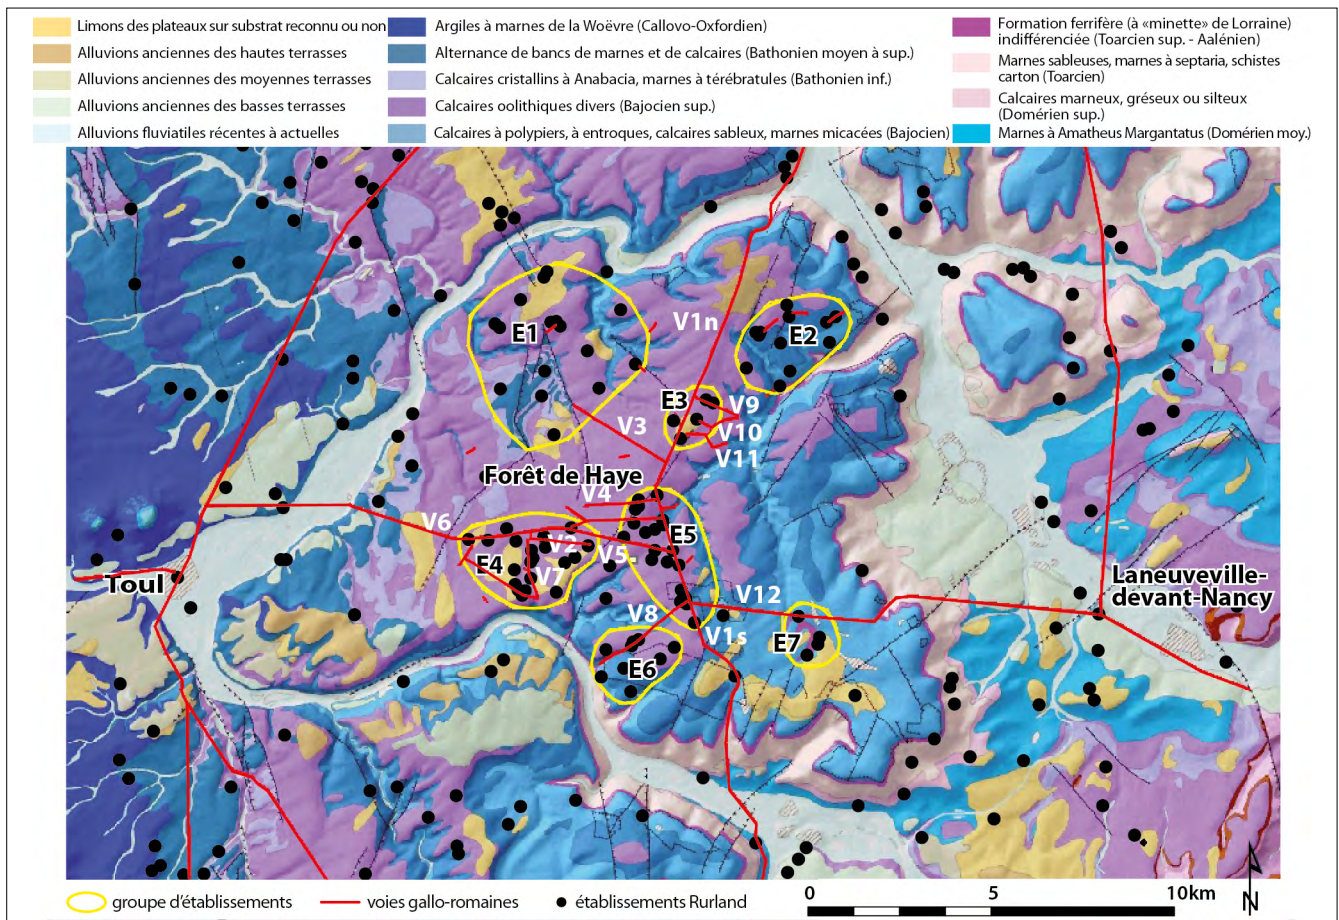 Limons des plateaux sur substrat reconnu ou non
Alluvions anciennes des hautes terrasses
Alluvions anciennes des moyennes terrasses
Alluvions anciennes des basses terrasses
Alluvions fluviatiles récentes à actuelles
Argiles à marnes de la Woëvre (Callovo-Oxfordien)
Alternance de bancs de marnes et de calcaires (Bathonien moyen à sup.)
Calcaires cristallins à Anabacia, marnes à térébratules (Bathonien inf.)
Calcaires oolithiques divers (Bajocien sup.)
Calcaires à polypiers, à entroques, calcaires sableux, marnes micacées (Bajocien)
Formation ferrifère (à «minette» de Lorraine)
indifférenciée (Toarcien sup. - Aalénien)
Marnes sableuses, marnes à septaria, schistes
carton (Toarcien)
Calcaires marneux, gréseux ou silteux
(Domérien sup.)
Marnes à Amatheus Margantatus (Domérien moy.)
E1
V1n
E2
E3
V9
V3
V10
V11
Forêt de Haye
V4
V6
V2
V5
E5
E4
V7
Toul
Laneuveville-
devant-Nancy
V12
V8
V1s
E7
E6
groupe d'établissements
voies gallo-romaines
établissements Rurland
0
5
10km
N